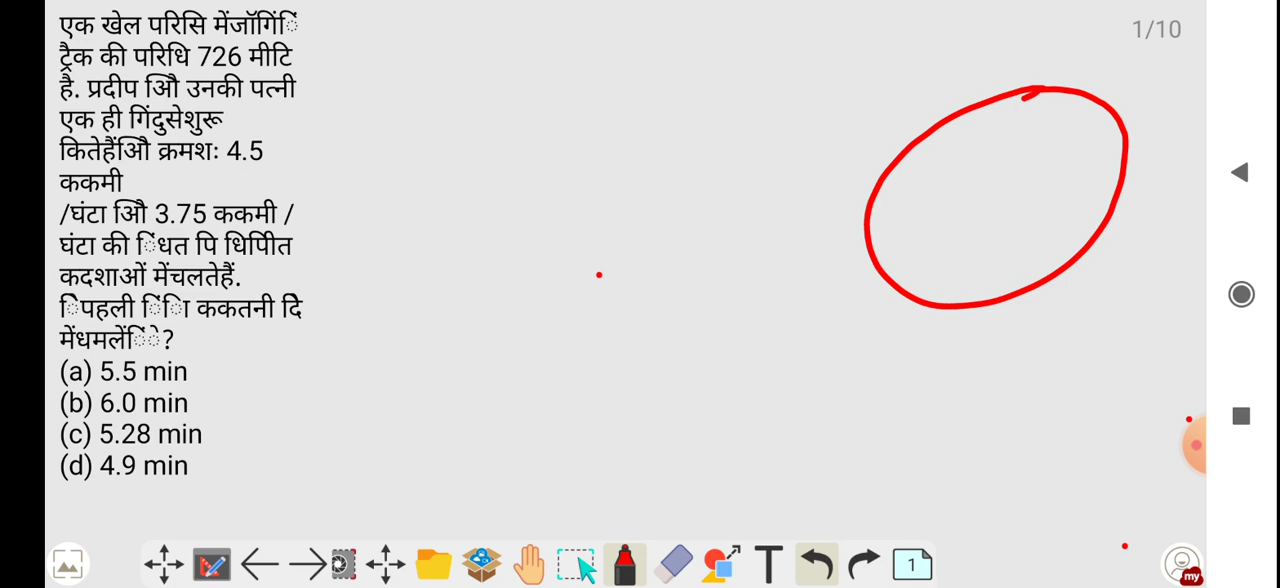 एक खेल परिसि मेंजॉगिंिं
1/10
ट्रैक की परिधि 726 मीटि
है. प्रदीप औि उनकी पत्नी
एक ही गिंदुसेशुरू
कितेहैंऔि क्रमशः 4.5
ककमी
/घंटा औि 3.75 ककमी /
घंटा की िंधत पि धिपिीत
कदशाओं मेंचलतेहैं.
िेपहली िंिा ककतनी देि
मेंधमलेंिंे?
(a) 5.5 min
(b) 6.0 min
(c) 5.28 min
(d) 4.9 min
T
1
my